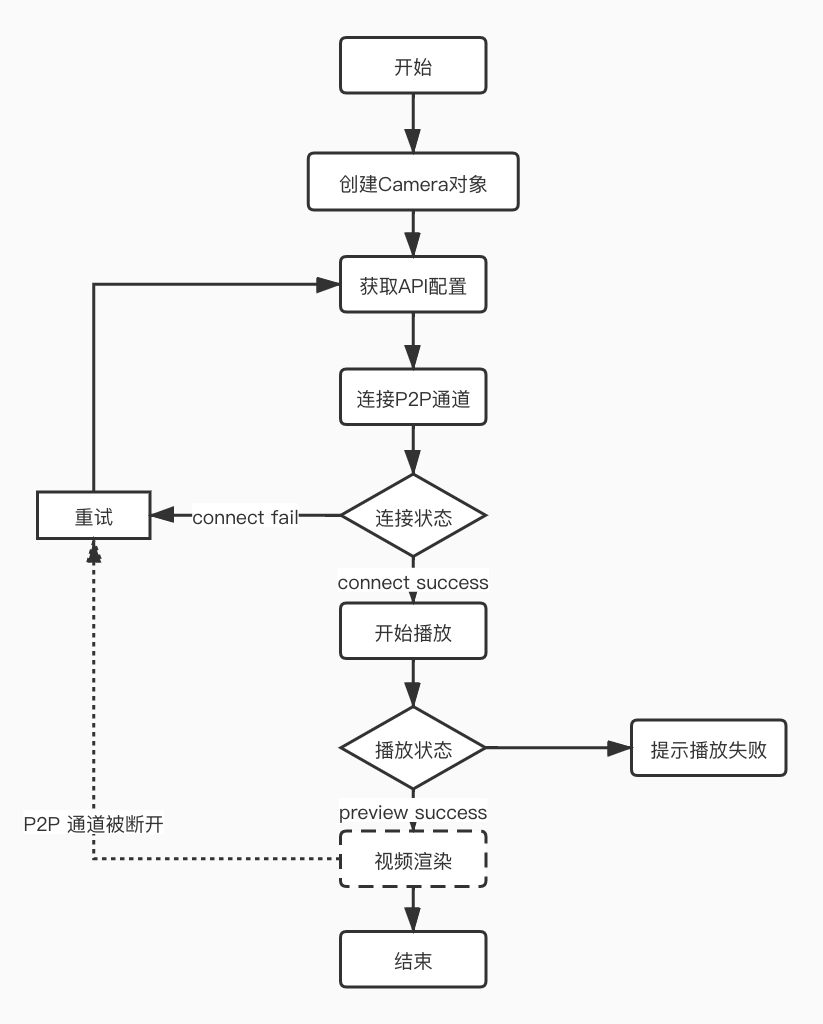 开始
创建Camera对象
获取API配置
连接P2P通道
重试
connect fail
连接状态
connect success
开始播放
播放状态
提示播放失败
preview success
P2P 通道被断开
视频渲染
结束